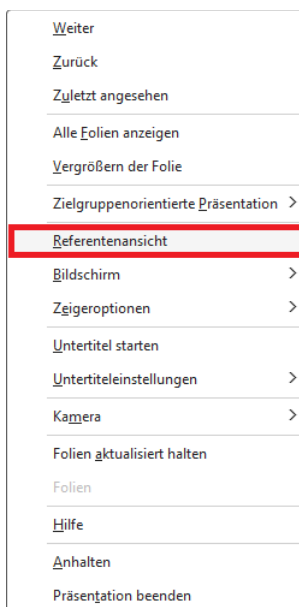 Weiter
Zurück
Zuletzt angesehen
Alle Folien anzeigen
Vergrößern der Folie
Zielgruppenorientierte Präsentation
Referentenansicht
Bildschirm
Zeigeroptionen
Untertitel starten
Untertiteleinstellungen
Kamera
Folien aktualisiert halten
Folien
Hilfe
Anhalten
Präsentation beenden